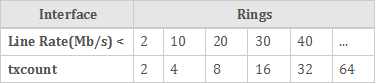 Interface Rings
Line Rate(Mb/s) < 2 10 20 30 40 ...
txcount 2 4 8 16 32 64